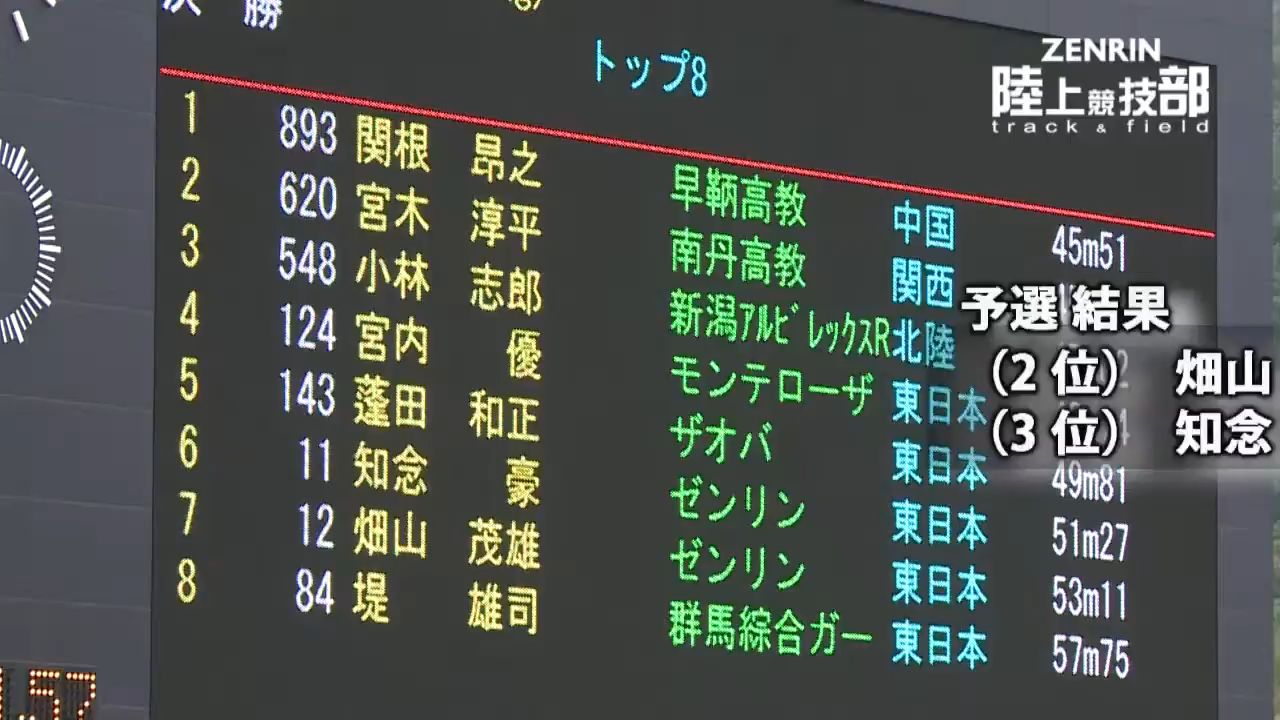 決 勝
トップ8
ZENRIN
陸上競技部
track & field
1 893 関根 昂之 早鞆高教 中国 45m51
2 620 宮木 淳平 南丹高教 関西
3 548 小林 志郎 新潟アルビレックスR 北陸
4 124 宮内 優 モンテローザ 東日本
5 143 蓬田 和正 ザオバ 東日本 49m81
6 11 知念 豪 ゼンリン 東日本 51m27
7 12 畑山 茂雄 ゼンリン 東日本 53m11
8 84 堤 雄司 群馬綜合ガー 東日本 57m75
予選 結果
(2 位) 畑山
(3 位) 知念
.57